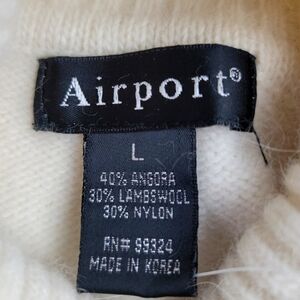 Airport®
L
40% ANGORA
30% LAMBSWOOL
30% NYLON
RN# 99324
MADE IN KOREA